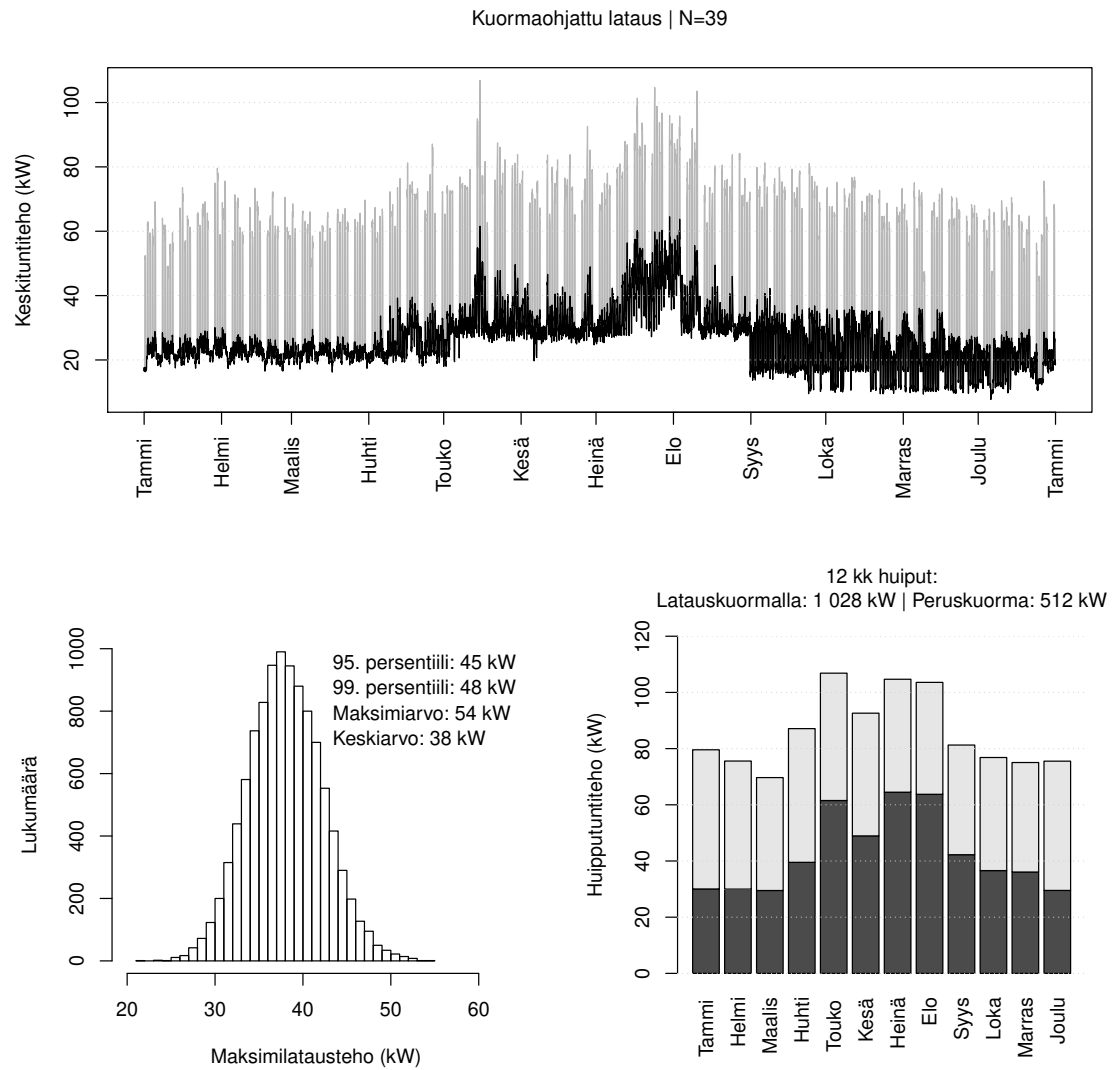 Kuormaohjattu lataus | N=39
Keskituntiteho (kW)
100
80
60
40
20
Tammi
Helmi
Maalis
Huhti
Touko
Kesä
Heinä
Elo
Syys
Loka
Marras
Joulu
Tammi
95. persentiili: 45 kW
99. persentiili: 48 kW
Maksimiarvo: 54 kW
Keskiarvo: 38 kW
Lukumäärä
1000
800
600
400
200
0
20 30 40 50 60
Maksimilatausteho (kW)
12 kk huiput:
Latauskuormalla: 1 028 kW | Peruskuorma: 512 kW
Huipputuntiteho (kW)
120
100
80
60
40
20
0
Tammi
Helmi
Maalis
Huhti
Touko
Kesä
Heinä
Elo
Syys
Loka
Marras
Joulu